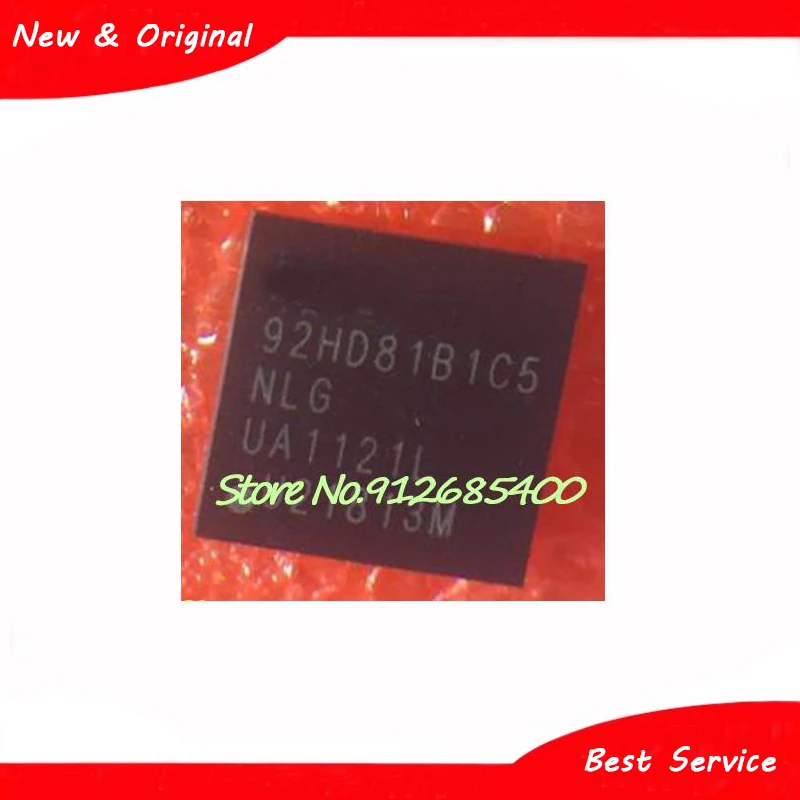 New & Original
92HD81B1C5
NLG
UA1121L
Store No.912685400
Best Service